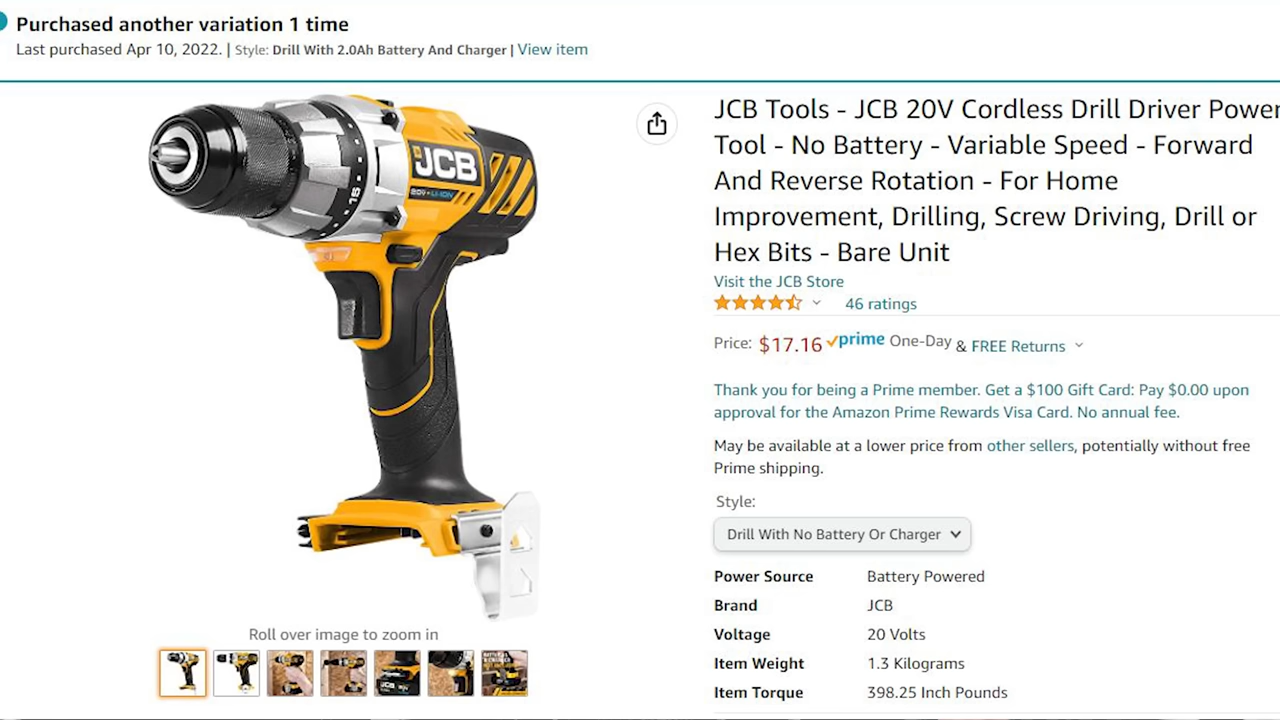 Purchased another variation 1 time
Last purchased Apr 10, 2022. | Style: Drill With 2.0Ah Battery And Charger | View item
JCB
20V LI-ION
15
JCB Tools - JCB 20V Cordless Drill Driver Power
Tool - No Battery - Variable Speed - Forward
And Reverse Rotation - For Home
Improvement, Drilling, Screw Driving, Drill or
Hex Bits - Bare Unit
Visit the JCB Store
46 ratings
Price: $17.16 prime One-Day & FREE Returns
Thank you for being a Prime member. Get a $100 Gift Card: Pay $0.00 upon
approval for the Amazon Prime Rewards Visa Card. No annual fee.
May be available at a lower price from other sellers, potentially without free
Prime shipping.
Style:
Drill With No Battery Or Charger
Power Source Battery Powered
Brand JCB
Voltage 20 Volts
Item Weight 1.3 Kilograms
Item Torque 398.25 Inch Pounds
Roll over image to zoom in
JCB